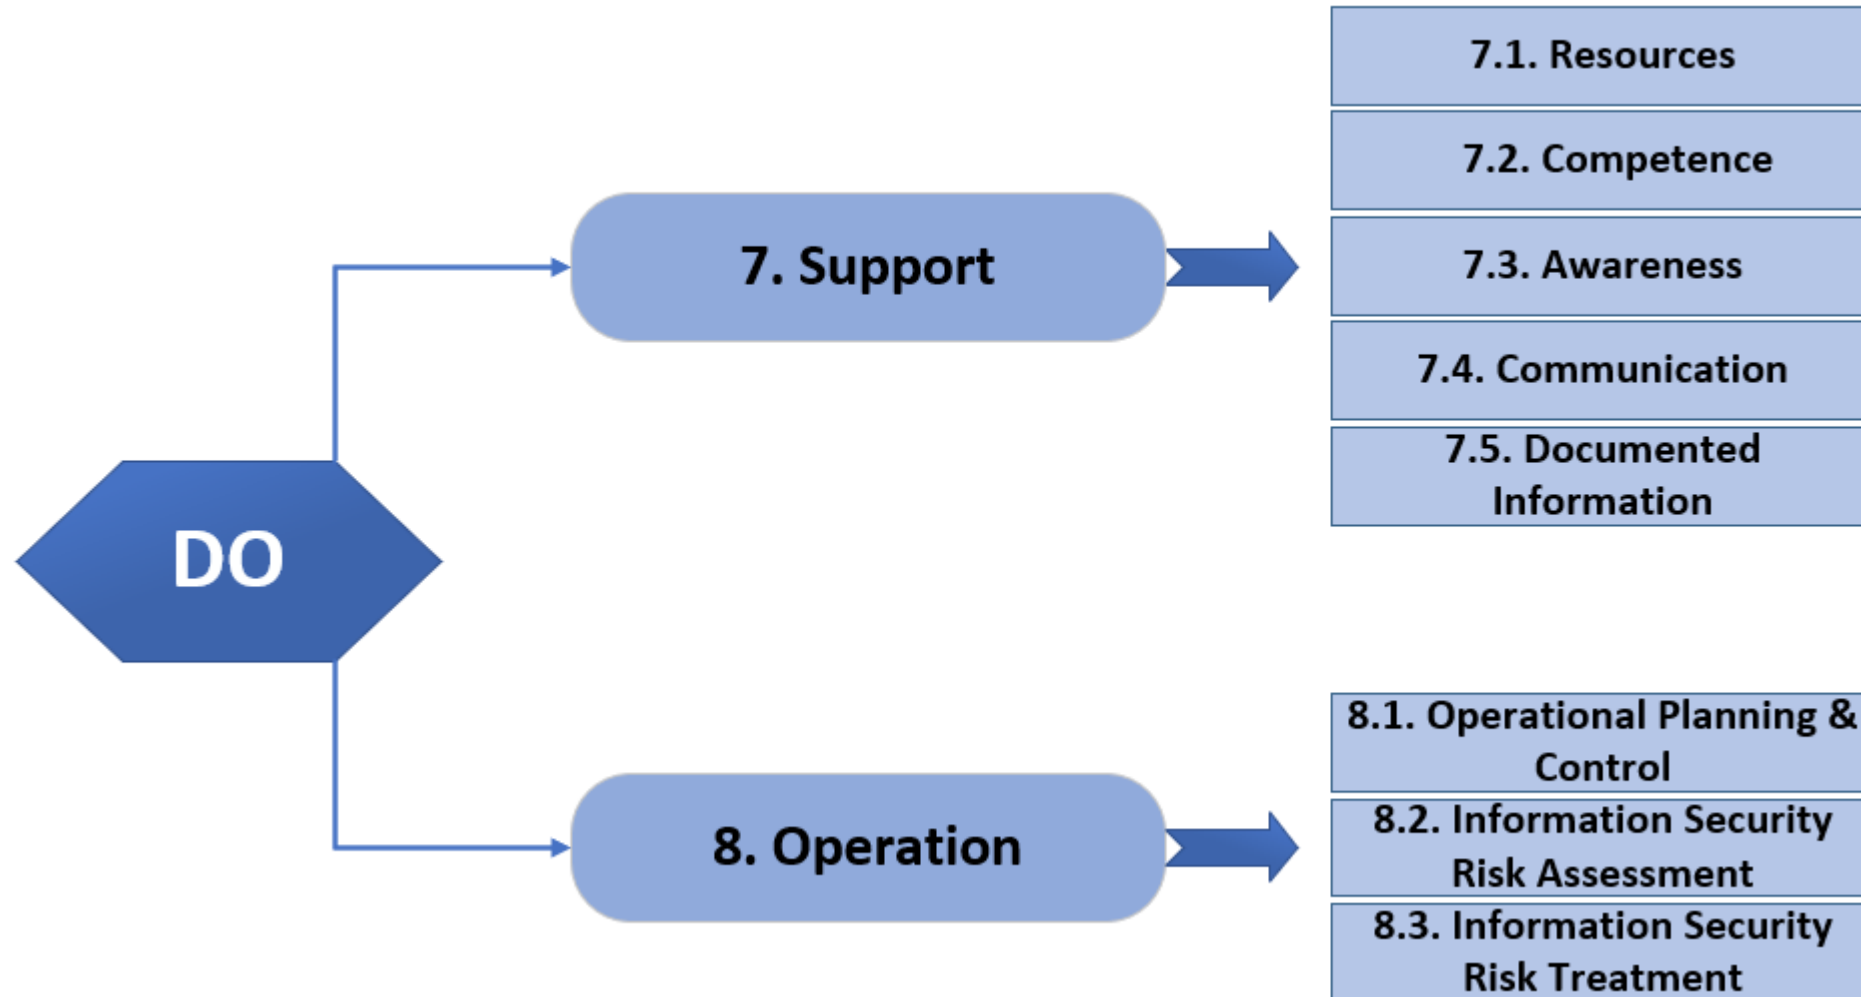 DO
7. Support
7.1. Resources
7.2. Competence
7.3. Awareness
7.4. Communication
7.5. Documented
Information
8. Operation
8.1. Operational Planning &
Control
8.2. Information Security
Risk Assessment
8.3. Information Security
Risk Treatment